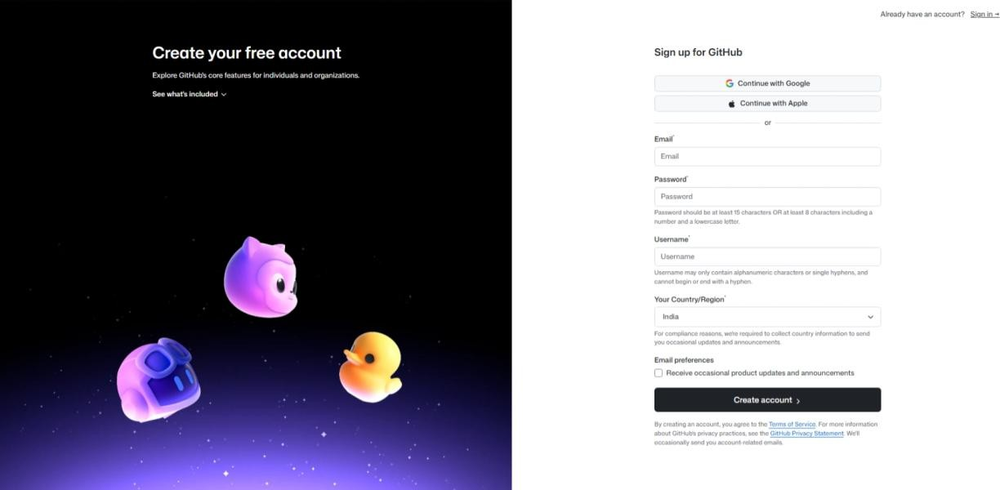 Already have an account? Sign in →
Create your free account
Explore GitHub's core features for individuals and organizations.
See what's included
Sign up for GitHub
Continue with Google
Continue with Apple
or
Email*
Email
Password*
Password
Password should be at least 15 characters OR at least 8 characters including a
number and a lowercase letter.
Username*
Username
Username may only contain alphanumeric characters or single hyphens, and
cannot begin or end with a hyphen.
Your Country/Region*
India
For compliance reasons, we're required to collect country information to send
you occasional updates and announcements.
Email preferences
Receive occasional product updates and announcements
Create account
By creating an account, you agree to the Terms of Service. For more information
about GitHub's privacy practices, see the GitHub Privacy Statement. We'll
occasionally send you account-related emails.